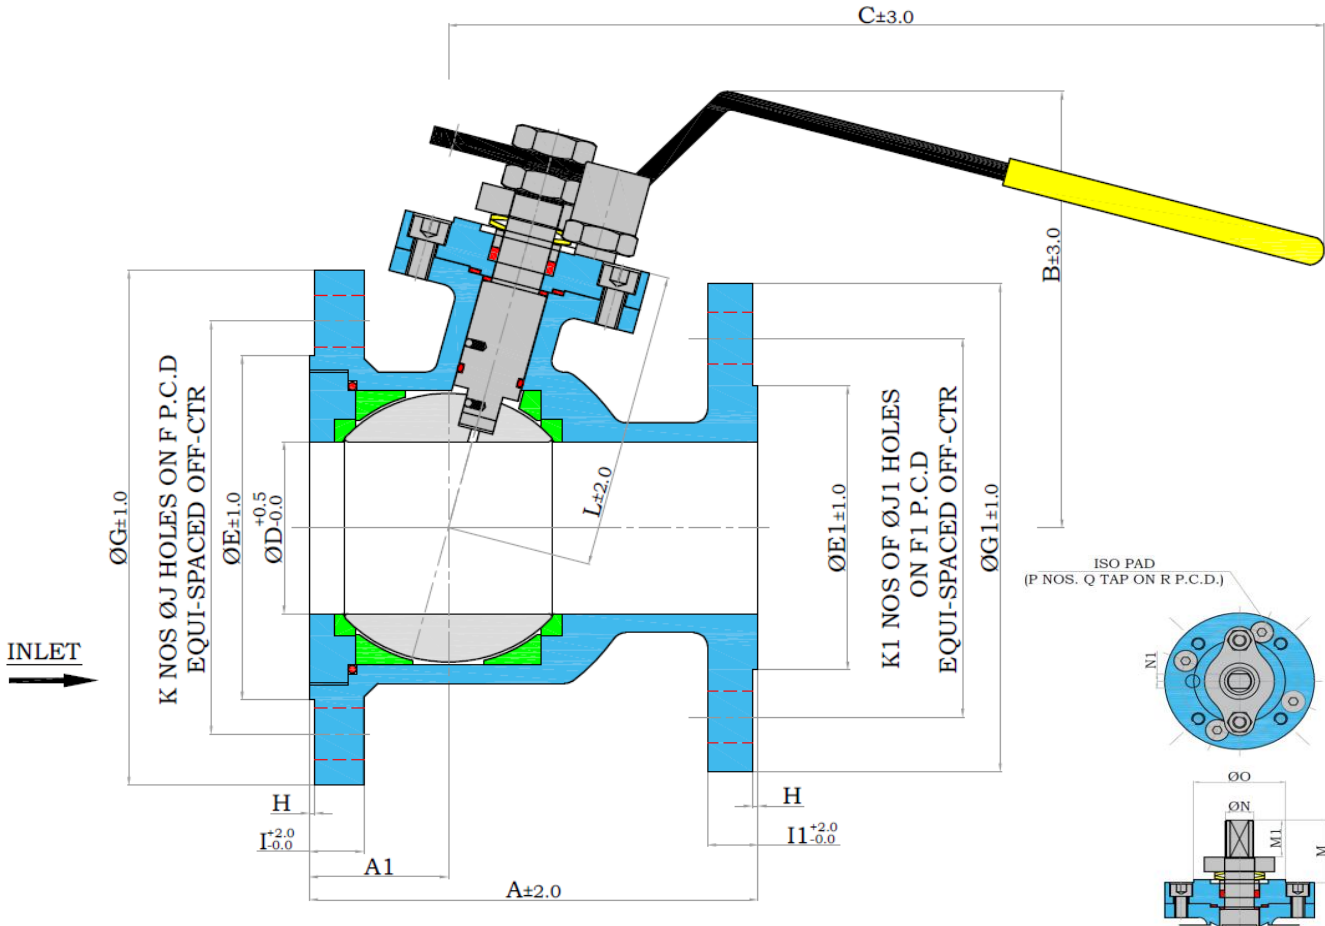 C±3.0
B±3.0
L±2.0
ØG±1.0
K NOS ØJ HOLES ON F P.C.D
EQUI-SPACED OFF-CTR
ØE±1.0
ØD+0.5
-0.0
K1 NOS OF ØJ1 HOLES
ON F1 P.C.D
EQUI-SPACED OFF-CTR
ØE1±1.0
ØG1±1.0
INLET
ISO PAD
(P NOS. Q TAP ON R P.C.D.)
N1
ØO
ØN
M1
M
H
H
I+2.0
-0.0
I1+2.0
-0.0
A1
A±2.0